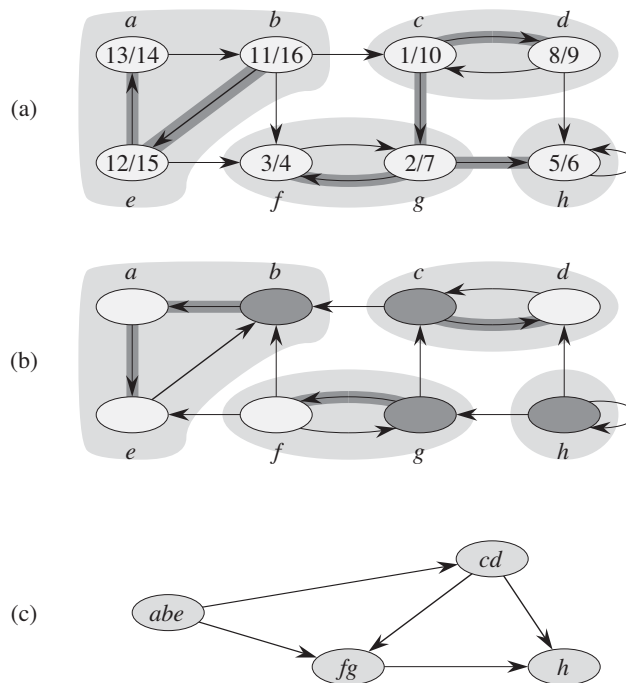 a b c d
13/14 11/16 1/10 8/9
(a)
12/15 3/4 2/7 5/6
e f g h
a b c d
(b)
e f g h
cd
abe
(c)
fg h